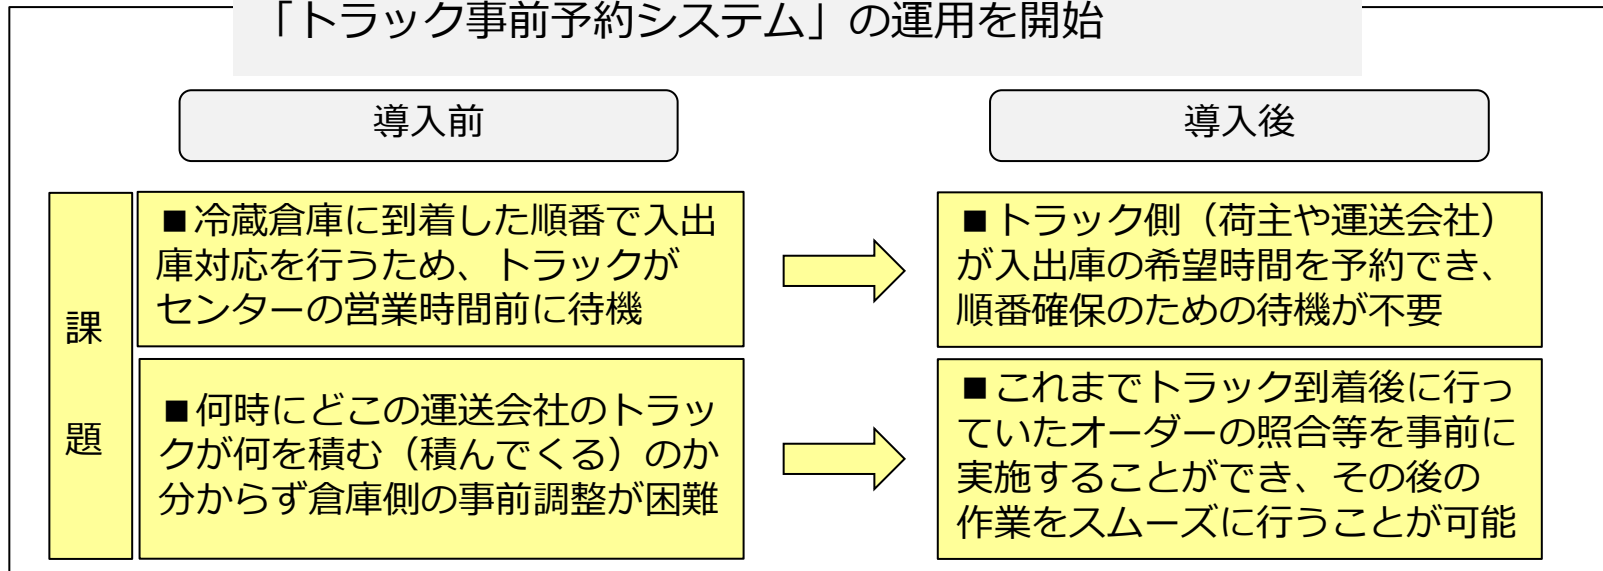 「トラック事前予約システム」の運用を開始
導入前
導入後
課
題
■冷蔵倉庫に到着した順番で入出
庫対応を行うため、トラックが
センターの営業時間前に待機
■トラック側（荷主や運送会社）
が入出庫の希望時間を予約でき、
順番確保のための待機が不要
■何時にどこの運送会社のトラッ
クが何を積む（積んでくる）のか
分からず倉庫側の事前調整が困難
■これまでトラック到着後に行っ
ていたオーダーの照合等を事前に
実施することができ、その後の
作業をスムーズに行うことが可能